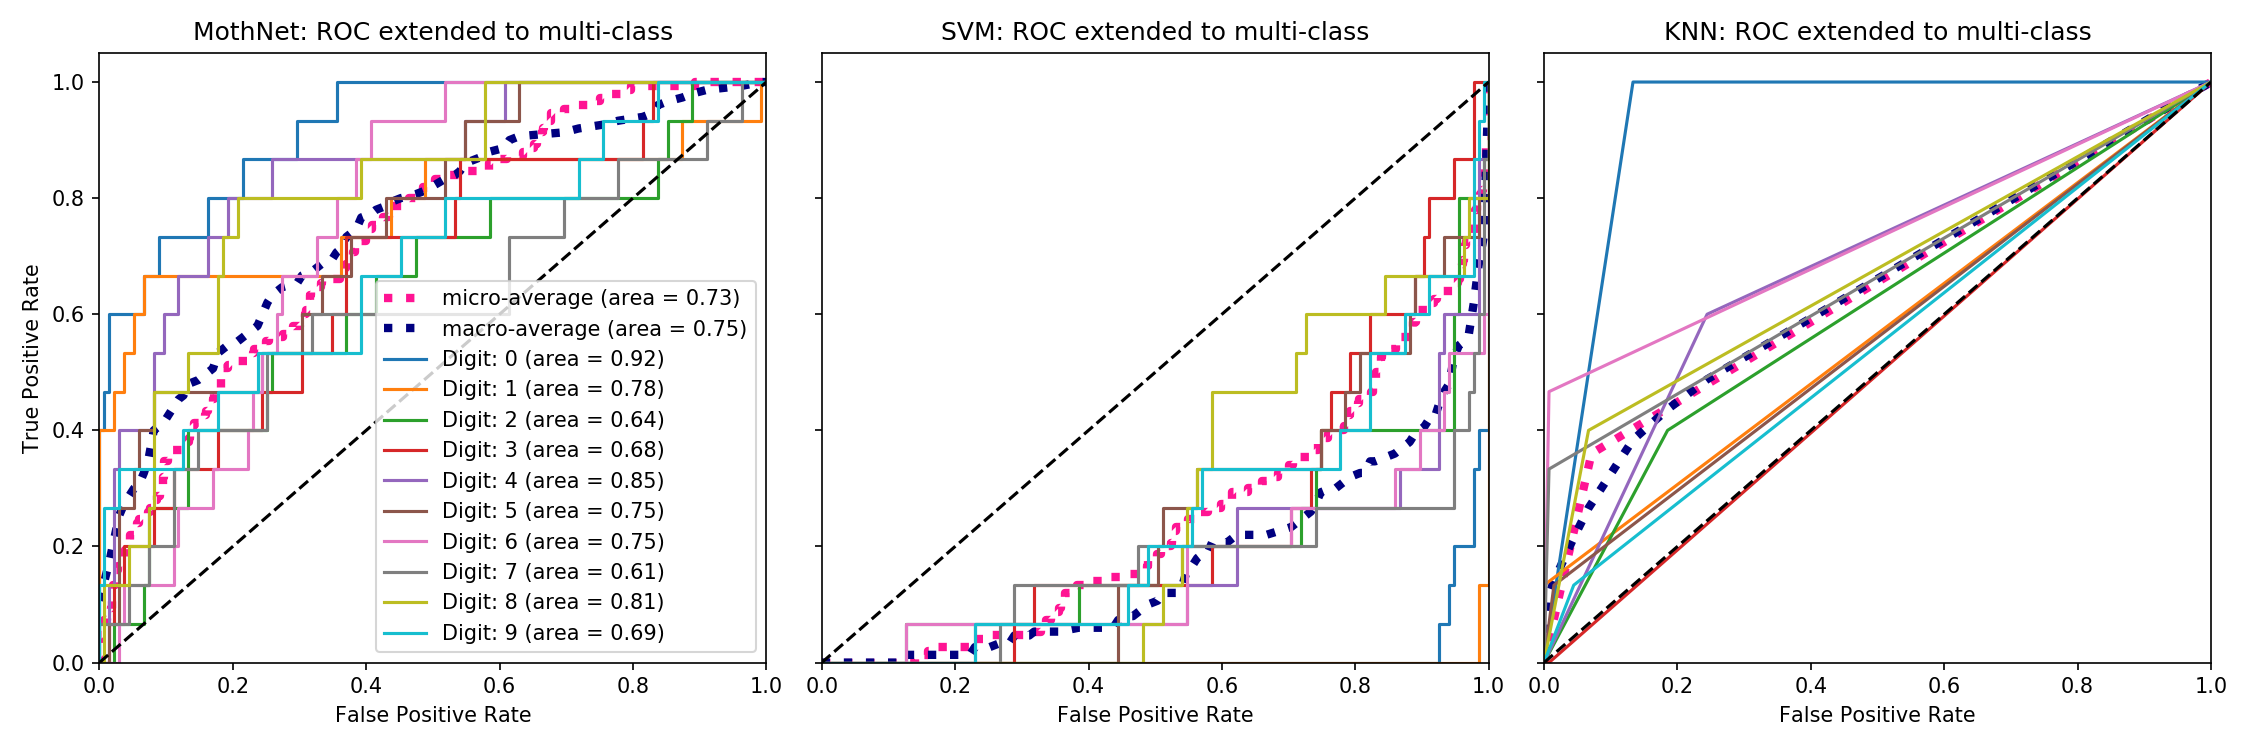 MothNet: ROC extended to multi-class
SVM: ROC extended to multi-class
KNN: ROC extended to multi-class
True Positive Rate
1.0
0.8
0.6
0.4
0.2
0.0
micro-average (area = 0.73)
macro-average (area = 0.75)
Digit: 0 (area = 0.92)
Digit: 1 (area = 0.78)
Digit: 2 (area = 0.64)
Digit: 3 (area = 0.68)
Digit: 4 (area = 0.85)
Digit: 5 (area = 0.75)
Digit: 6 (area = 0.75)
Digit: 7 (area = 0.61)
Digit: 8 (area = 0.81)
Digit: 9 (area = 0.69)
0.0 0.2 0.4 0.6 0.8 1.0
0.0 0.2 0.4 0.6 0.8 1.0
0.0 0.2 0.4 0.6 0.8 1.0
False Positive Rate
False Positive Rate
False Positive Rate